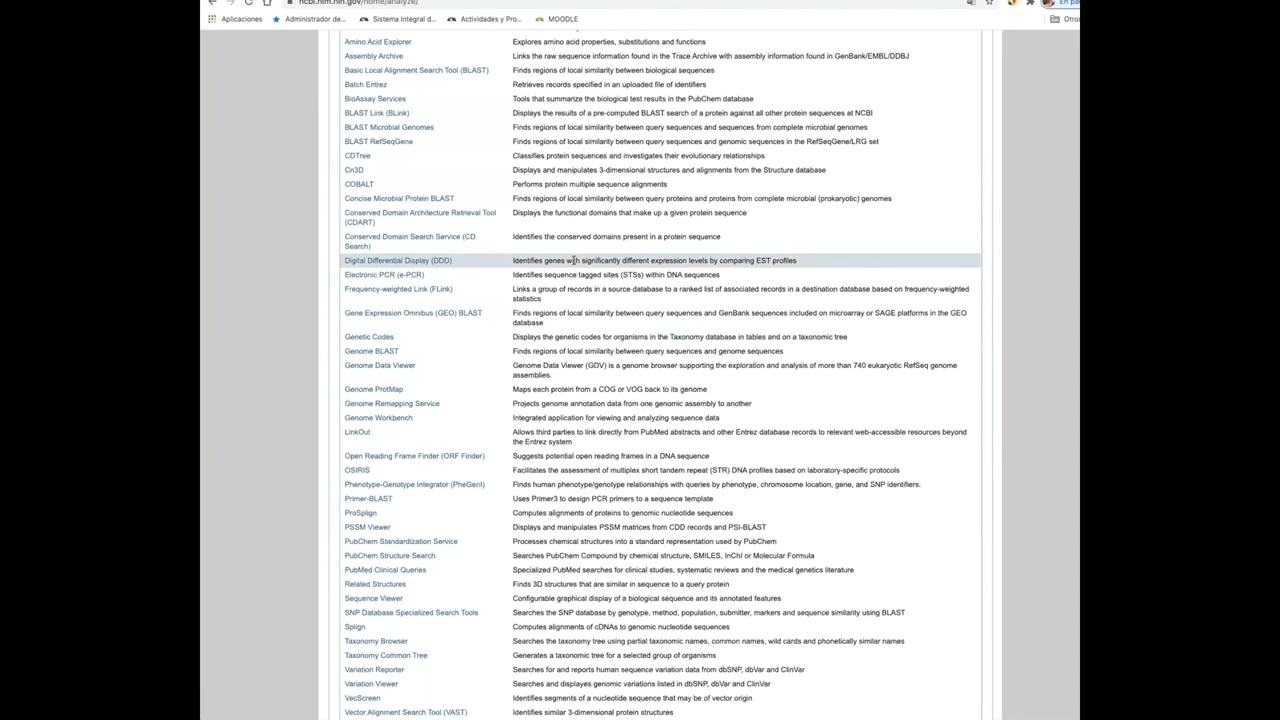 ncbi.nlm.nih.gov/home/analyze/
En pa
Aplicaciones Administrador de... Sistema Integral d... Actividades y Pro... MOODLE Otros
Amino Acid Explorer Explores amino acid properties, substitutions and functions
Assembly Archive Links the raw sequence information found in the Trace Archive with assembly information found in GenBank/EMBL/DDBJ
Basic Local Alignment Search Tool (BLAST) Finds regions of local similarity between biological sequences
Batch Entrez Retrieves records specified in an uploaded file of identifiers
BioAssay Services Tools that summarize the biological test results in the PubChem database
BLAST Link (BLink) Displays the results of a pre-computed BLAST search of a protein against all other protein sequences at NCBI
BLAST Microbial Genomes Finds regions of local similarity between query sequences and sequences from complete microbial genomes
BLAST RefSeqGene Finds regions of local similarity between query sequences and genomic sequences in the RefSeqGene/LRG set
CDTree Classifies protein sequences and investigates their evolutionary relationships
Cn3D Displays and manipulates 3-dimensional structures and alignments from the Structure database
COBALT Performs protein multiple sequence alignments
Concise Microbial Protein BLAST Finds regions of local similarity between query proteins and proteins from complete microbial (prokaryotic) genomes
Conserved Domain Architecture Retrieval Tool Displays the functional domains that make up a given protein sequence
(CDART)
Conserved Domain Search Service (CD Identifies the conserved domains present in a protein sequence
Search)
Digital Differential Display (DDD) Identifies genes with significantly different expression levels by comparing EST profiles
Electronic PCR (e-PCR) Identifies sequence tagged sites (STSs) within DNA sequences
Frequency-weighted Link (FLink) Links a group of records in a source database to a ranked list of associated records in a destination database based on frequency-weighted
statistics
Gene Expression Omnibus (GEO) BLAST Finds regions of local similarity between query sequences and GenBank sequences included on microarray or SAGE platforms in the GEO
database
Genetic Codes Displays the genetic codes for organisms in the Taxonomy database in tables and on a taxonomic tree
Genome BLAST Finds regions of local similarity between query sequences and genome sequences
Genome Data Viewer Genome Data Viewer (GDV) is a genome browser supporting the exploration and analysis of more than 740 eukaryotic RefSeq genome
assemblies.
Genome ProtMap Maps each protein from a COG or VOG back to its genome
Genome Remapping Service Projects genome annotation data from one genomic assembly to another
Genome Workbench Integrated application for viewing and analyzing sequence data
LinkOut Allows third parties to link directly from PubMed abstracts and other Entrez database records to relevant web-accessible resources beyond
the Entrez system
Open Reading Frame Finder (ORF Finder) Suggests potential open reading frames in a DNA sequence
OSIRIS Facilitates the assessment of multiplex short tandem repeat (STR) DNA profiles based on laboratory-specific protocols
Phenotype-Genotype Integrator (PheGenI) Finds human phenotype/genotype relationships with queries by phenotype, chromosome location, gene, and SNP identifiers.
Primer-BLAST Uses Primer3 to design PCR primers to a sequence template
ProSplign Computes alignments of proteins to genomic nucleotide sequences
PSSM Viewer Displays and manipulates PSSM matrices from CDD records and PSI-BLAST
PubChem Standardization Service Processes chemical structures into a standard representation used by PubChem
PubChem Structure Search Searches PubChem Compound by chemical structure, SMILES, InChI or Molecular Formula
PubMed Clinical Queries Specialized PubMed searches for clinical studies, systematic reviews and the medical genetics literature
Related Structures Finds 3D structures that are similar in sequence to a query protein
Sequence Viewer Configurable graphical display of a biological sequence and its annotated features
SNP Database Specialized Search Tools Searches the SNP database by genotype, method, population, submitter, markers and sequence similarity using BLAST
Splign Computes alignments of cDNAs to genomic nucleotide sequences
Taxonomy Browser Searches the taxonomy tree using partial taxonomic names, common names, wild cards and phonetically similar names
Taxonomy Common Tree Generates a taxonomic tree for a selected group of organisms
Variation Reporter Searches for and reports human sequence variation data from dbSNP, dbVar and ClinVar
Variation Viewer Searches and displayes genomic variations listed in dbSNP, dbVar and ClinVar
VecScreen Identifies segments of a nucleotide sequence that may be of vector origin
Vector Alignment Search Tool (VAST) Identifies similar 3-dimensional protein structures